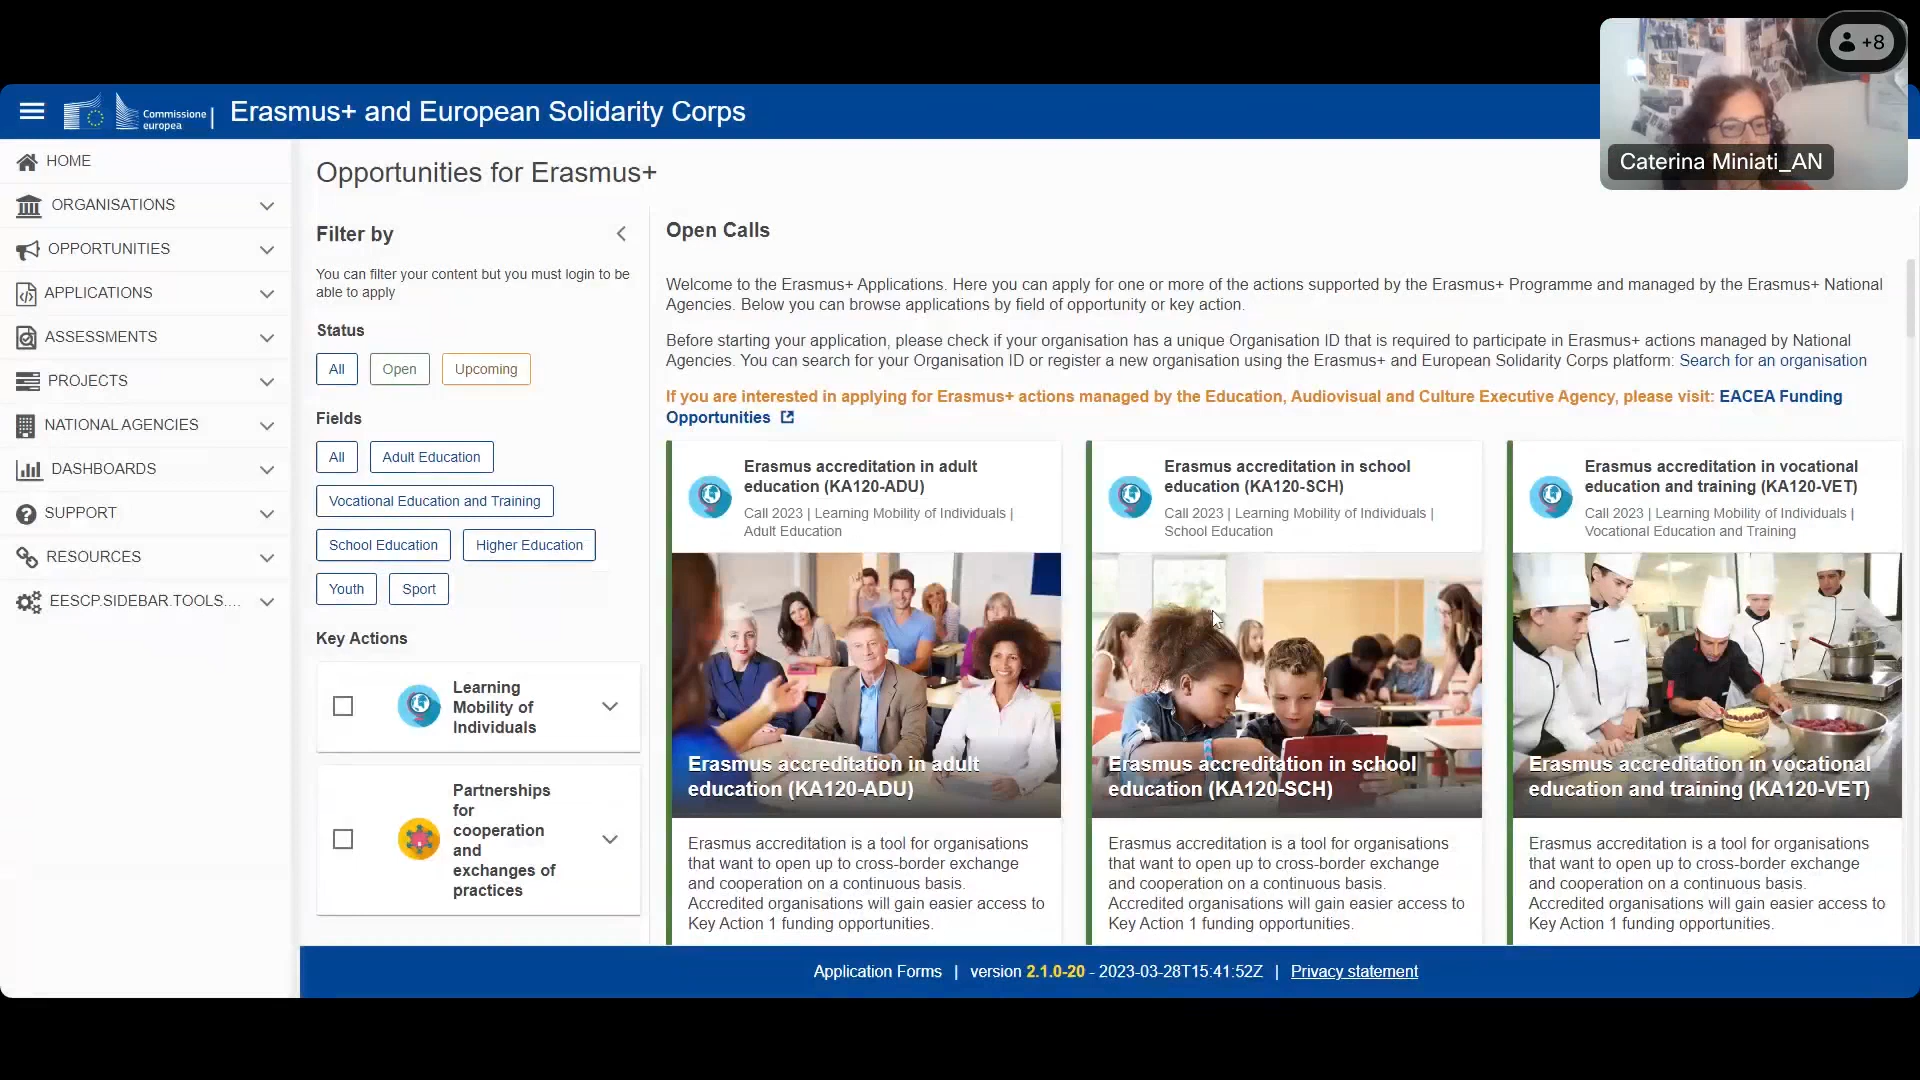 +8
Caterina Miniati_AN
Commissione
europea
Erasmus+ and European Solidarity Corps
HOME
ORGANISATIONS
OPPORTUNITIES
APPLICATIONS
ASSESSMENTS
PROJECTS
NATIONAL AGENCIES
DASHBOARDS
SUPPORT
RESOURCES
EESCP.SIDEBAR.TOOLS....
Opportunities for Erasmus+
Filter by
You can filter your content but you must login to be
able to apply
Status
All Open Upcoming
Fields
All Adult Education
Vocational Education and Training
School Education Higher Education
Youth Sport
Key Actions
Learning
Mobility of
Individuals
Partnerships
for
cooperation
and
exchanges of
practices
Open Calls
Welcome to the Erasmus+ Applications. Here you can apply for one or more of the actions supported by the Erasmus+ Programme and managed by the Erasmus+ National
Agencies. Below you can browse applications by field of opportunity or key action.
Before starting your application, please check if your organisation has a unique Organisation ID that is required to participate in Erasmus+ actions managed by National
Agencies. You can search for your Organisation ID or register a new organisation using the Erasmus+ and European Solidarity Corps platform: Search for an organisation
If you are interested in applying for Erasmus+ actions managed by the Education, Audiovisual and Culture Executive Agency, please visit: EACEA Funding
Opportunities
Erasmus accreditation in adult
education (KA120-ADU)
Call 2023 | Learning Mobility of Individuals |
Adult Education
Erasmus accreditation in adult
education (KA120-ADU)
Erasmus accreditation is a tool for organisations
that want to open up to cross-border exchange
and cooperation on a continuous basis.
Accredited organisations will gain easier access to
Key Action 1 funding opportunities.
Erasmus accreditation in school
education (KA120-SCH)
Call 2023 | Learning Mobility of Individuals |
School Education
Erasmus accreditation in school
education (KA120-SCH)
Erasmus accreditation is a tool for organisations
that want to open up to cross-border exchange
and cooperation on a continuous basis.
Accredited organisations will gain easier access to
Key Action 1 funding opportunities.
Erasmus accreditation in vocational
education and training (KA120-VET)
Call 2023 | Learning Mobility of Individuals |
Vocational Education and Training
Erasmus accreditation in vocational
education and training (KA120-VET)
Erasmus accreditation is a tool for organisations
that want to open up to cross-border exchange
and cooperation on a continuous basis.
Accredited organisations will gain easier access to
Key Action 1 funding opportunities.
Application Forms | version 2.1.0-20 - 2023-03-28T15:41:52Z | Privacy statement